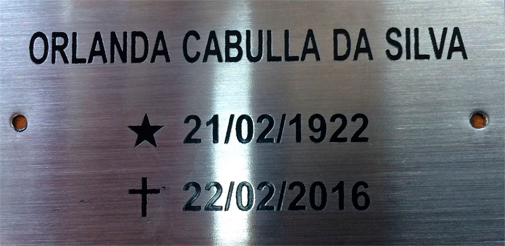 ORLANDA CABULLA DA SILVA
★ 21/02/1922
✝ 22/02/2016